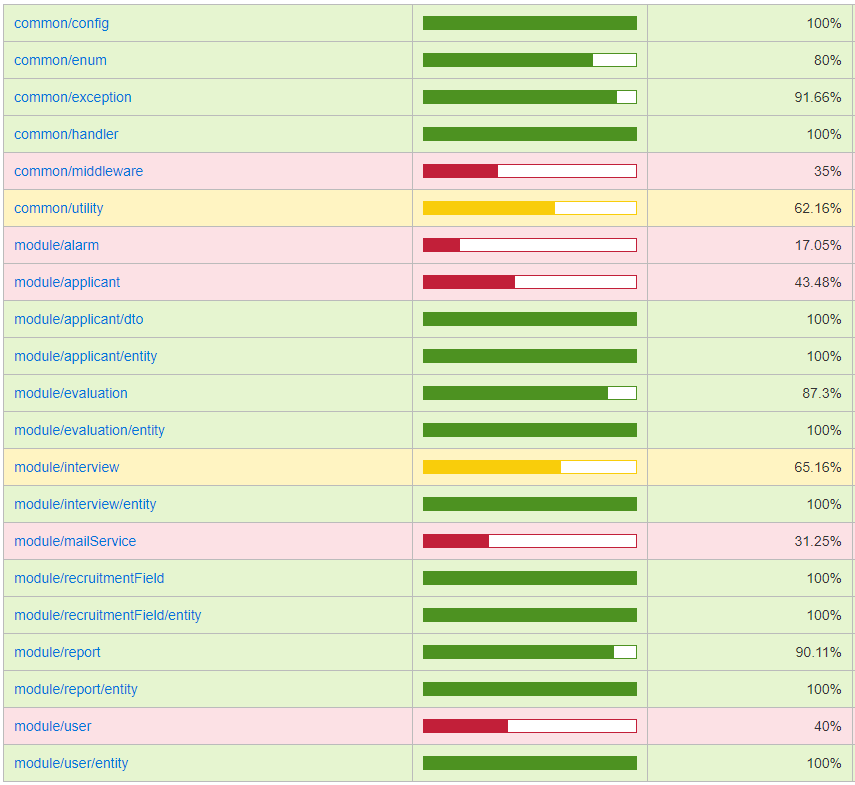 common/config 100%
common/enum 80%
common/exception 91.66%
common/handler 100%
common/middleware 35%
common/utility 62.16%
module/alarm 17.05%
module/applicant 43.48%
module/applicant/dto 100%
module/applicant/entity 100%
module/evaluation 87.3%
module/evaluation/entity 100%
module/interview 65.16%
module/interview/entity 100%
module/mailService 31.25%
module/recruitmentField 100%
module/recruitmentField/entity 100%
module/report 90.11%
module/report/entity 100%
module/user 40%
module/user/entity 100%